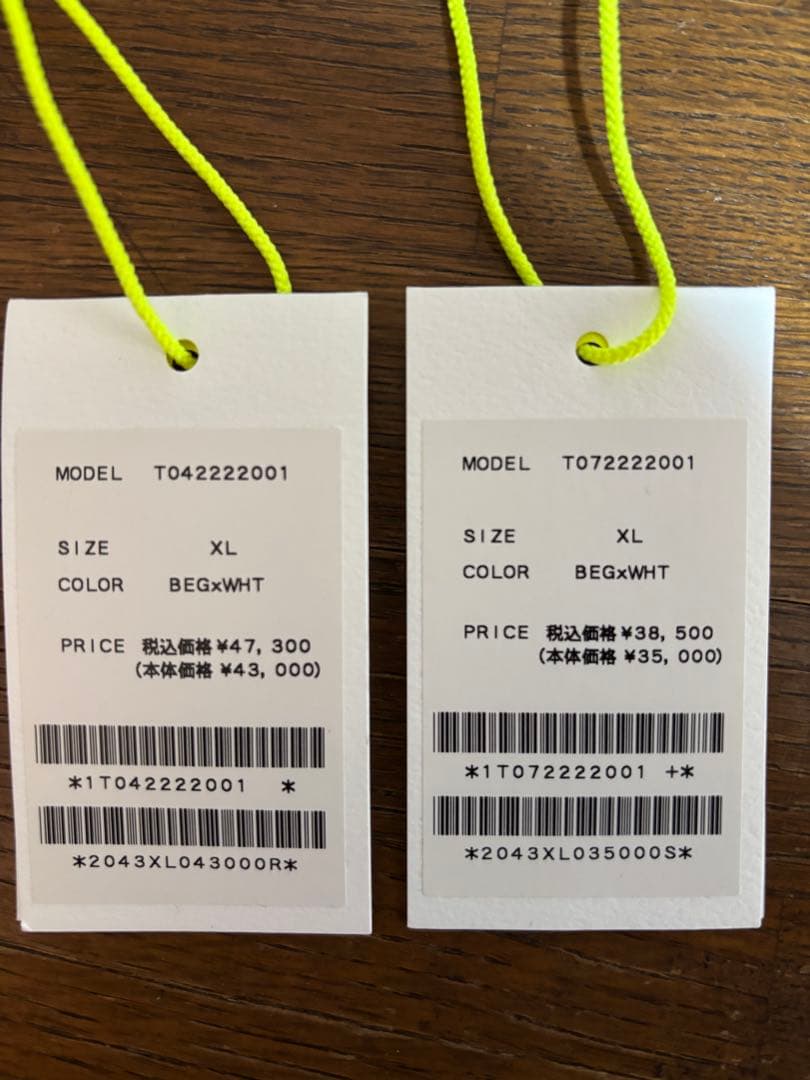 MODEL T042222001
SIZE XL
COLOR BEGxWHT
PRICE 税込価格 ¥47,300
(本体価格 ¥43,000)
*1T042222001 *
*2043XL043000R*
MODEL T072222001
SIZE XL
COLOR BEGxWHT
PRICE 税込価格 ¥38,500
(本体価格 ¥35,000)
*1T072222001 +*
*2043XL035000S*